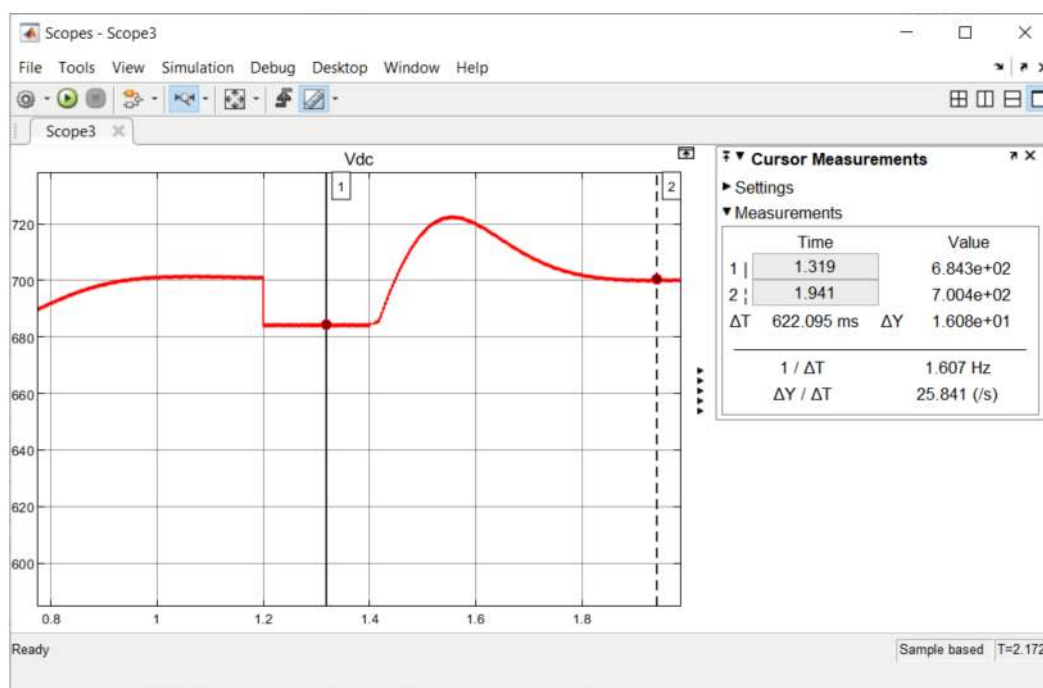 Scopes - Scope3
File Tools View Simulation Debug Desktop Window Help
Scope3
Vdc
1
2
720
700
680
660
640
620
600
0.8 1 1.2 1.4 1.6 1.8
Cursor Measurements
Settings
Measurements
Time Value
1 | 1.319 6.843e+02
2 ¦ 1.941 7.004e+02
ΔT 622.095 ms ΔY 1.608e+01
1 / ΔT 1.607 Hz
ΔY / ΔT 25.841 (/s)
Ready Sample based T=2.172